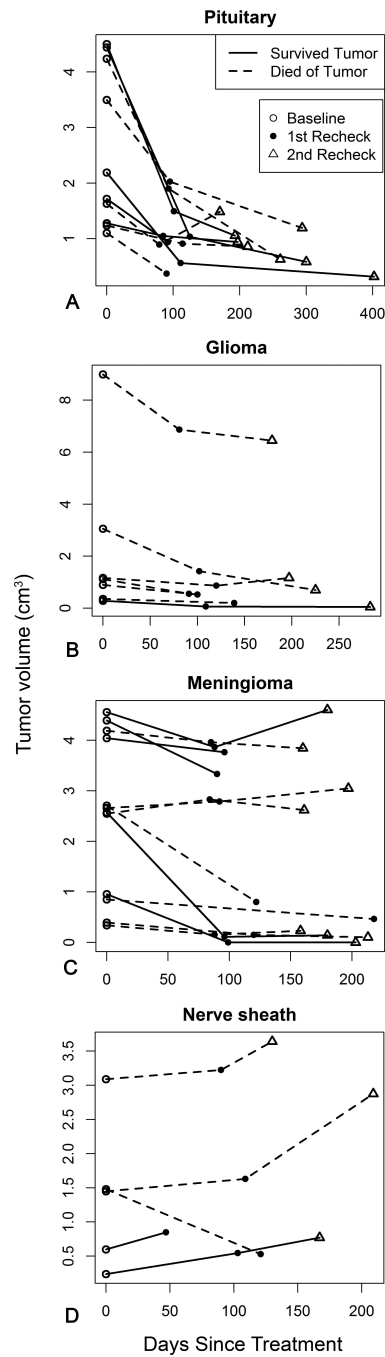 Pituitary
Survived Tumor
Died of Tumor
Baseline
1st Recheck
2nd Recheck
4
3
2
1
A
0 100 200 300 400
Glioma
8
6
4
2
0
B
0 50 100 150 200 250
Tumor volume (cm³)
Meningioma
4
3
2
1
0
C
0 50 100 150 200
Nerve sheath
3.5
3.0
2.5
2.0
1.5
1.0
0.5
D
0 50 100 150 200
Days Since Treatment